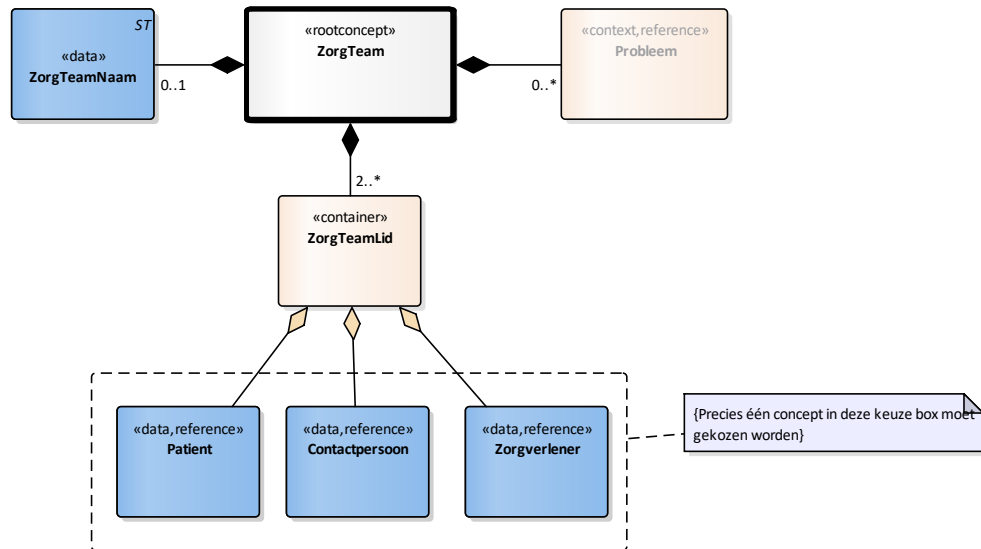 ST
«data»
ZorgTeamNaam
0..1
«rootconcept»
ZorgTeam
0..*
«context,reference»
Probleem
2..*
«container»
ZorgTeamLid
«data,reference»
Patient
«data,reference»
Contactpersoon
«data,reference»
Zorgverlener
{Precies één concept in deze keuze box moet
gekozen worden}